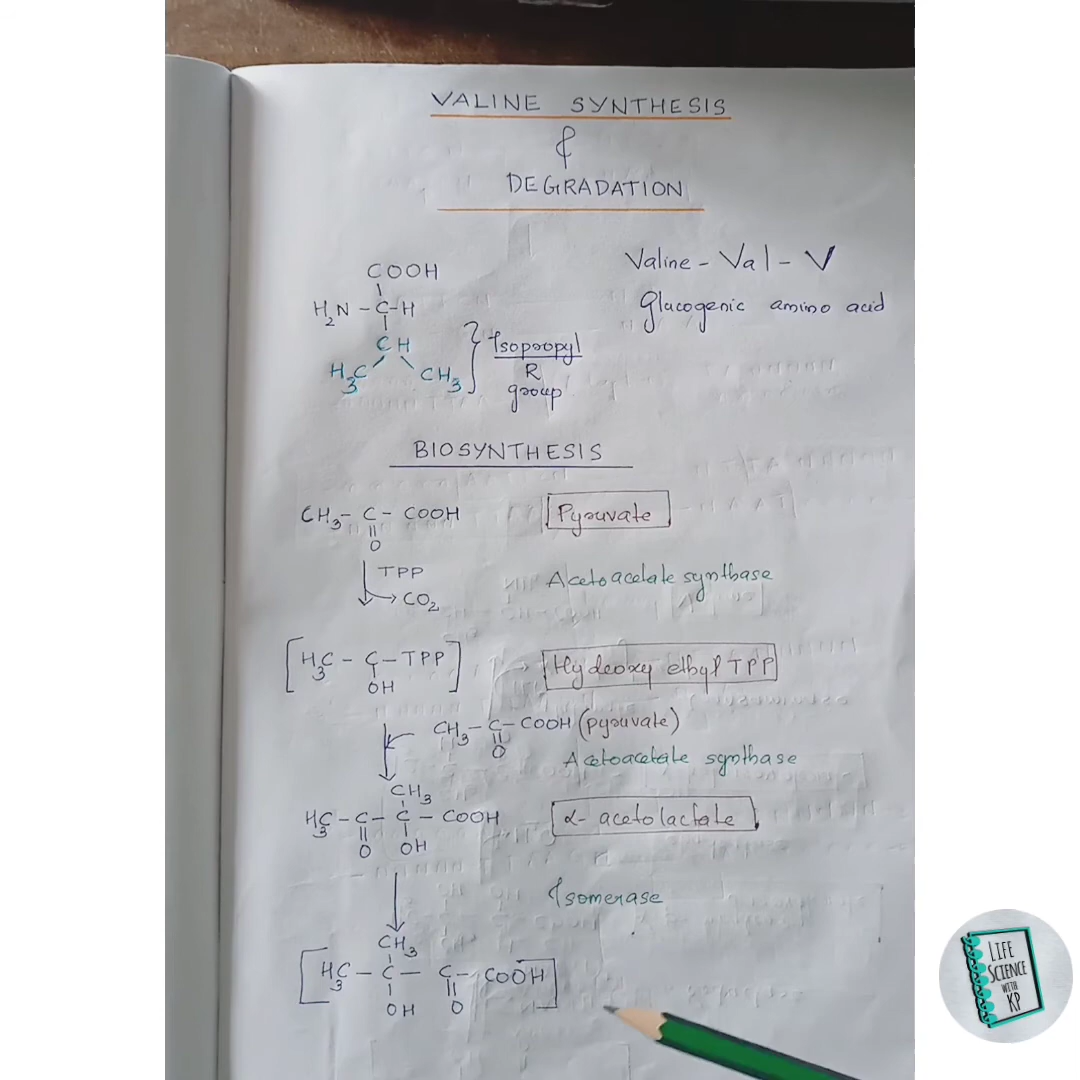 VALINE SYNTHESIS
&
DEGRADATION
Valine - Val - V
Glucogenic amino acid
COOH
H2N - C - H
CH
H3C CH3
Isopropyl
R
group
BIOSYNTHESIS
CH3 - C - COOH
O
Pyruvate
TPP
CO2
Acetoacetate synthase
[H3C - C - TPP]
OH
Hydroxy ethyl TPP
CH3 - C - COOH (pyruvate)
O
Acetoacetate synthase
CH3
H3C - C - C - COOH
O OH
α- acetolactate
Isomerase
CH3
[H3C - C - C - COOH]
OH O
LIFE
SCIENCE
WITH
KP